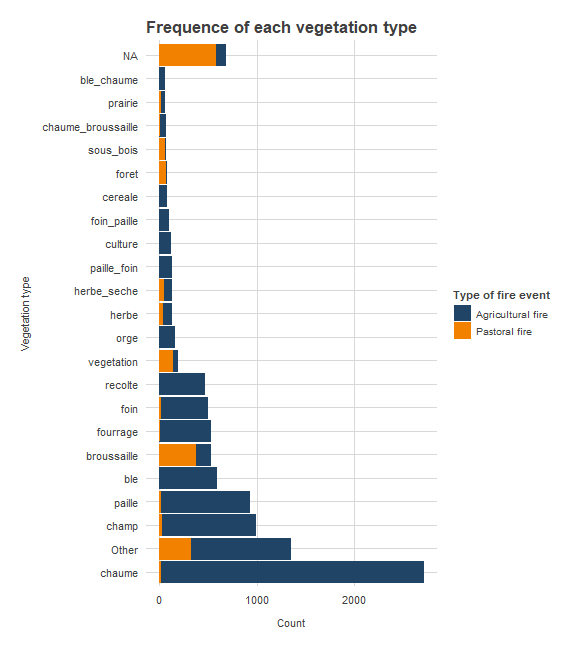 Frequence of each vegetation type
NA
ble_chaume
prairie
chaume_broussaille
sous_bois
foret
cereale
foin_paille
culture
paille_foin
herbe_seche
herbe
orge
vegetation
recolte
foin
fourrage
broussaille
ble
paille
champ
Other
chaume
Vegetation type
0 1000 2000
Count
Type of fire event
Agricultural fire
Pastoral fire